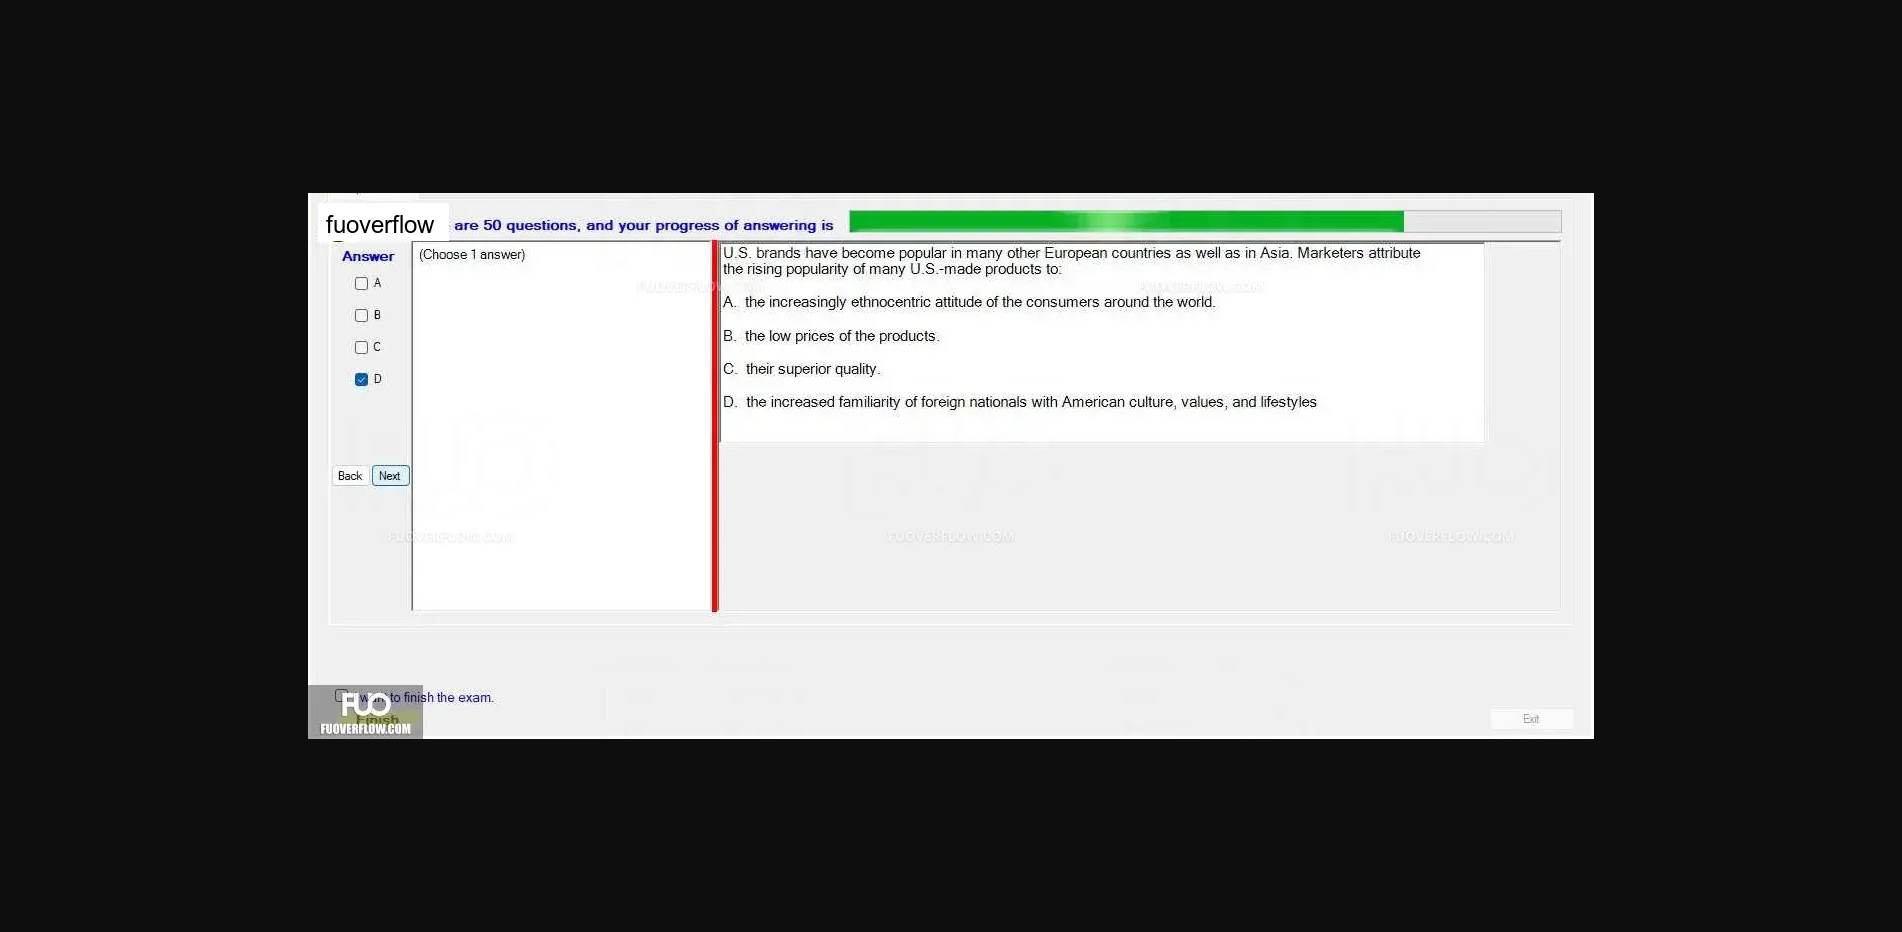 fuoverflow
are 50 questions, and your progress of answering is
Answer
(Choose 1 answer)
A
B
C
D
Back
Next
U.S. brands have become popular in many other European countries as well as in Asia. Marketers attribute
the rising popularity of many U.S.-made products to:
A. the increasingly ethnocentric attitude of the consumers around the world.
B. the low prices of the products.
C. their superior quality.
D. the increased familiarity of foreign nationals with American culture, values, and lifestyles
FUOVERFLOW.COM
FUOVERFLOW.COM
FUOVERFLOW.COM
FUOVERFLOW.COM
FUOVERFLOW.COM
want to finish the exam.
Finish
FUO
FUOVERFLOW.COM
Exit